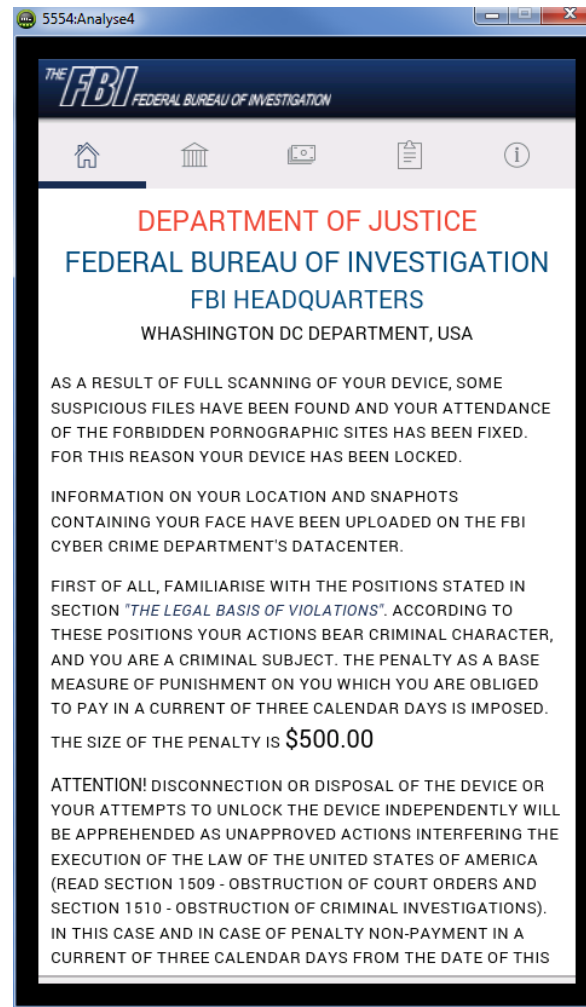 5554:Analyse4
THE FBI FEDERAL BUREAU OF INVESTIGATION
DEPARTMENT OF JUSTICE
FEDERAL BUREAU OF INVESTIGATION
FBI HEADQUARTERS
WHASHINGTON DC DEPARTMENT, USA
AS A RESULT OF FULL SCANNING OF YOUR DEVICE, SOME
SUSPICIOUS FILES HAVE BEEN FOUND AND YOUR ATTENDANCE
OF THE FORBIDDEN PORNOGRAPHIC SITES HAS BEEN FIXED.
FOR THIS REASON YOUR DEVICE HAS BEEN LOCKED.
INFORMATION ON YOUR LOCATION AND SNAPHOTS
CONTAINING YOUR FACE HAVE BEEN UPLOADED ON THE FBI
CYBER CRIME DEPARTMENT'S DATACENTER.
FIRST OF ALL, FAMILIARISE WITH THE POSITIONS STATED IN
SECTION "THE LEGAL BASIS OF VIOLATIONS". ACCORDING TO
THESE POSITIONS YOUR ACTIONS BEAR CRIMINAL CHARACTER,
AND YOU ARE A CRIMINAL SUBJECT. THE PENALTY AS A BASE
MEASURE OF PUNISHMENT ON YOU WHICH YOU ARE OBLIGED
TO PAY IN A CURRENT OF THREE CALENDAR DAYS IS IMPOSED.
THE SIZE OF THE PENALTY IS $500.00
ATTENTION! DISCONNECTION OR DISPOSAL OF THE DEVICE OR
YOUR ATTEMPTS TO UNLOCK THE DEVICE INDEPENDENTLY WILL
BE APPREHENDED AS UNAPPROVED ACTIONS INTERFERING THE
EXECUTION OF THE LAW OF THE UNITED STATES OF AMERICA
(READ SECTION 1509 - OBSTRUCTION OF COURT ORDERS AND
SECTION 1510 - OBSTRUCTION OF CRIMINAL INVESTIGATIONS).
IN THIS CASE AND IN CASE OF PENALTY NON-PAYMENT IN A
CURRENT OF THREE CALENDAR DAYS FROM THE DATE OF THIS